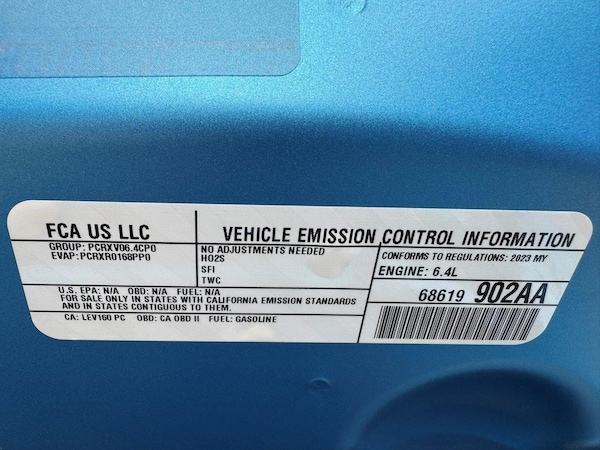 FCA US LLC
GROUP: PCRXV06.4CP0
EVAP: PCRXR0168PP0
VEHICLE EMISSION CONTROL INFORMATION
NO ADJUSTMENTS NEEDED
HO2S
SFI
TWC
CONFORMS TO REGULATIONS: 2023 MY
ENGINE: 6.4L
U.S. EPA: N/A OBD: N/A FUEL: N/A
FOR SALE ONLY IN STATES WITH CALIFORNIA EMISSION STANDARDS
AND IN STATES CONTIGUOUS TO THEM.
CA: LEV160 PC OBD: CA OBD II FUEL: GASOLINE
68619 902AA